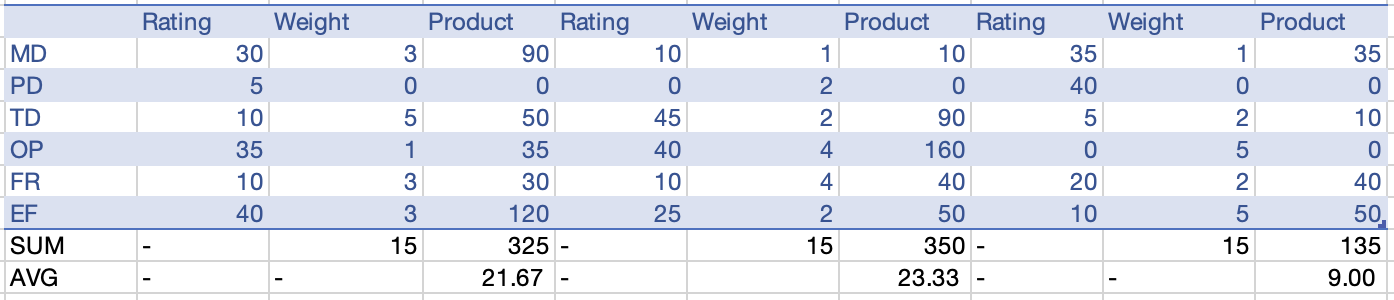 Rating Weight Product Rating Weight Product Rating Weight Product
MD 30 3 90 10 1 10 35 1 35
PD 5 0 0 0 2 0 40 0 0
TD 10 5 50 45 2 90 5 2 10
OP 35 1 35 40 4 160 0 5 0
FR 10 3 30 10 4 40 20 2 40
EF 40 3 120 25 2 50 10 5 50
SUM - 15 325 - 15 350 - 15 135
AVG - - 21.67 - 23.33 - - 9.00